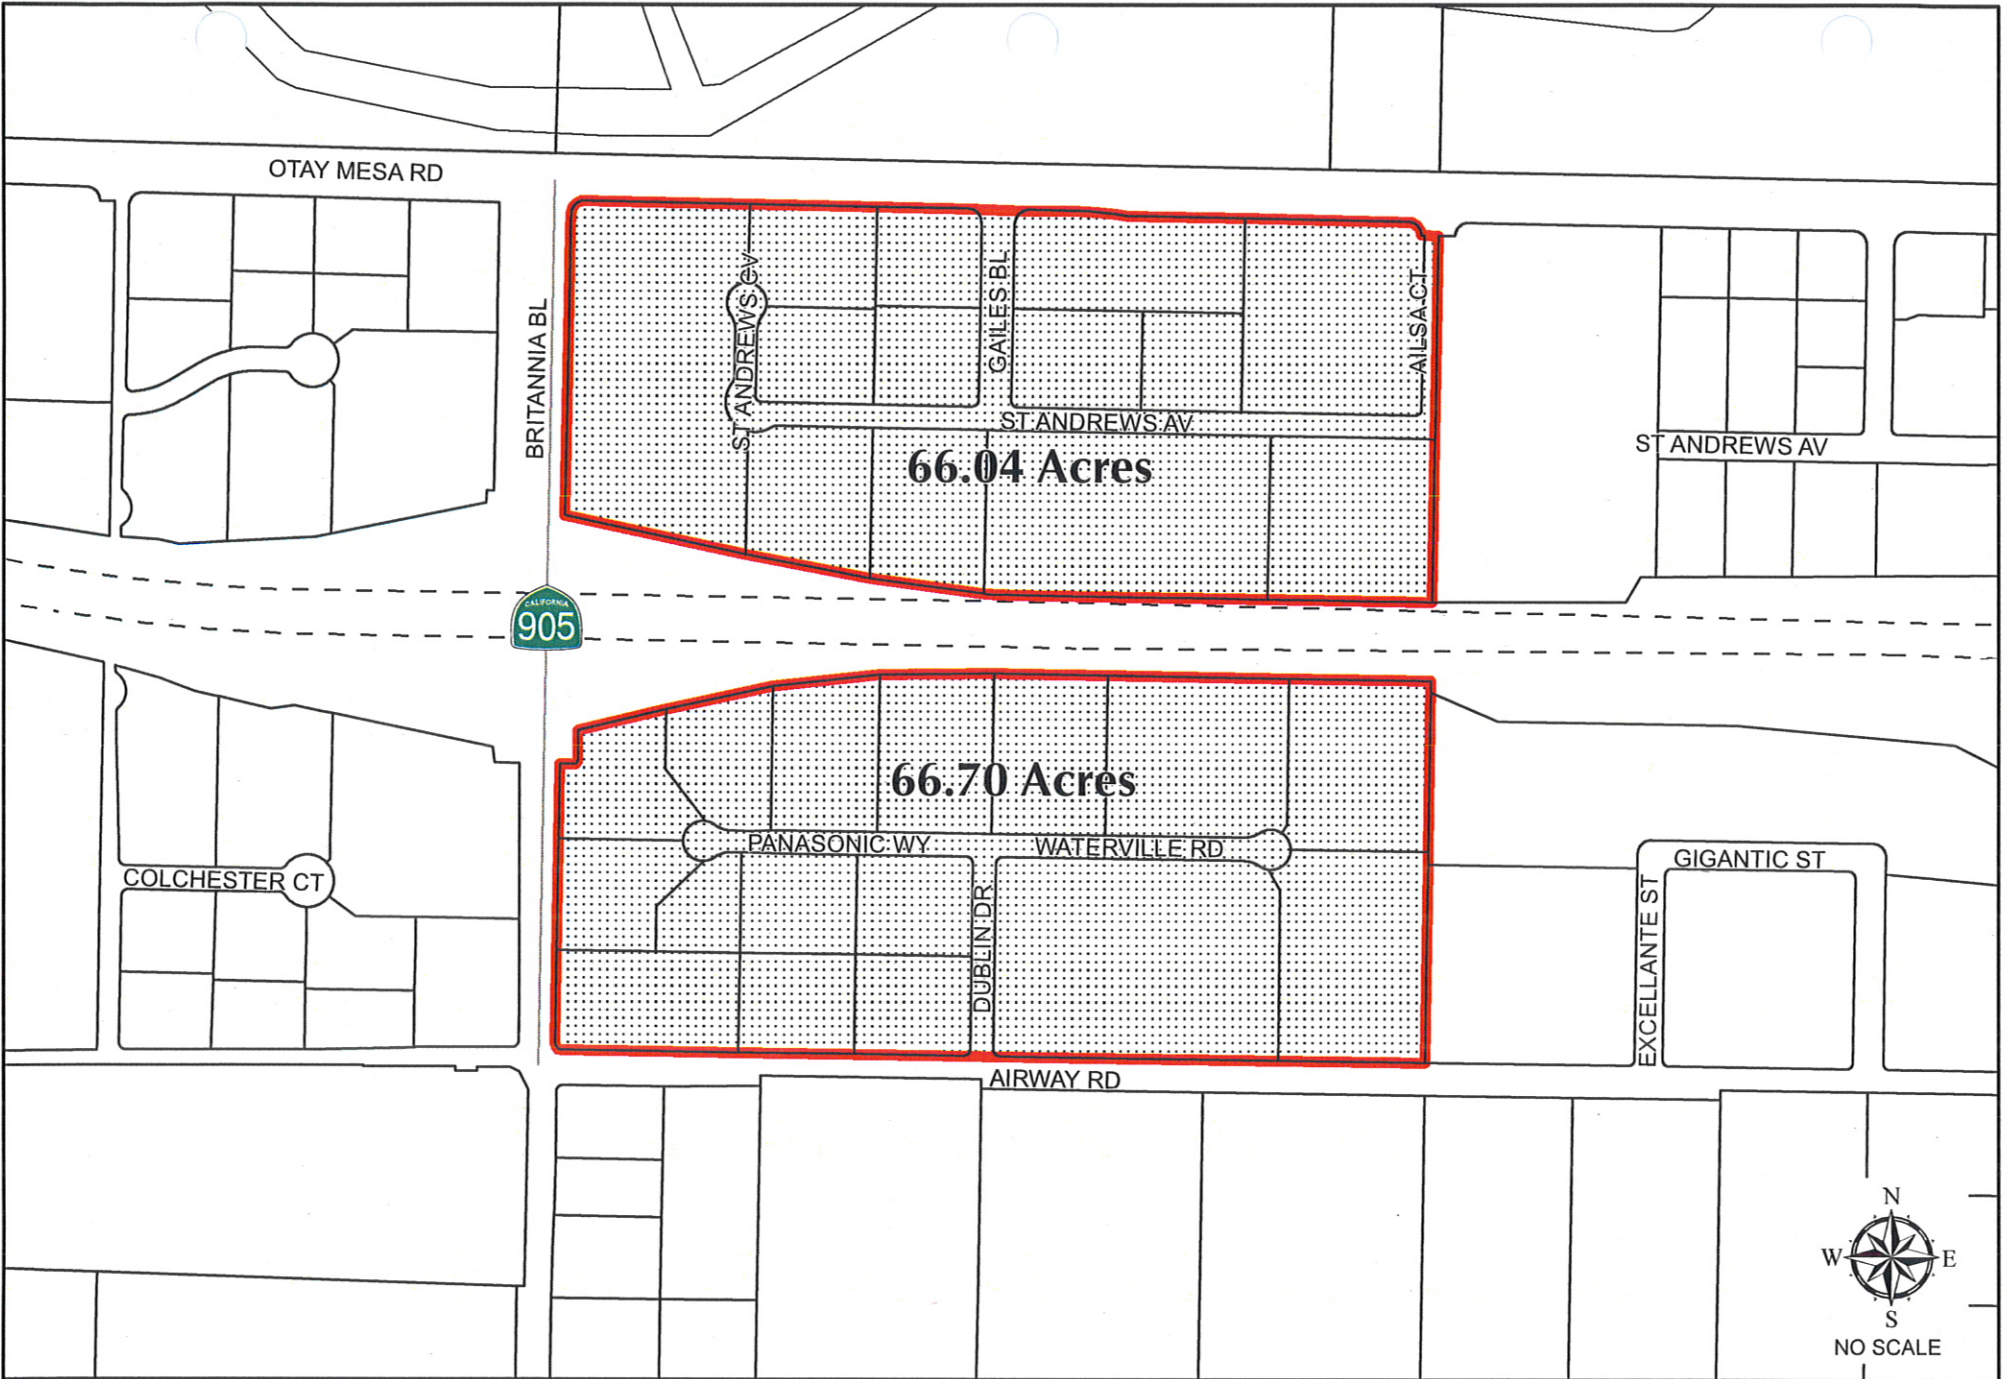 OTAY MESA RD
BRITANNIA BL
ST ANDREWS CV
GAILES BL
AILSA CT
ST ANDREWS AV
66.04 Acres
ST ANDREWS AV
CALIFORNIA
905
66.70 Acres
PANASONIC WY
WATERVILLE RD
COLCHESTER CT
DUBLIN DR
GIGANTIC ST
EXCELLANTE ST
AIRWAY RD
N
W E
S
NO SCALE